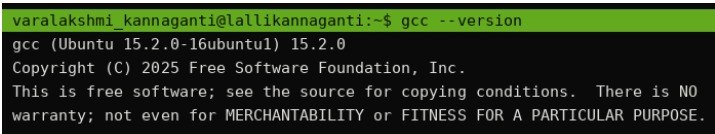 varalakshmi_kannaganti@lallikannaganti:~$ gcc --version
gcc (Ubuntu 15.2.0-16ubuntu1) 15.2.0
Copyright (C) 2025 Free Software Foundation, Inc.
This is free software; see the source for copying conditions.  There is NO
warranty; not even for MERCHANTABILITY or FITNESS FOR A PARTICULAR PURPOSE.